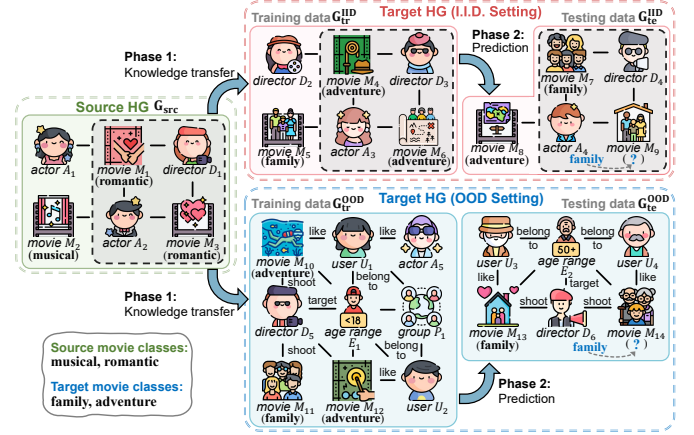 Target HG (I.I.D. Setting)
Training data G_tr^IID
Testing data G_te^IID
Phase 1:
Knowledge transfer
Phase 2:
Prediction
director D₂
movie M₄
(adventure)
director D₃
movie M₅
(family)
actor A₃
movie M₆
(adventure)
movie M₇
(family)
director D₄
movie M₈
(adventure)
actor A₄
movie M₉
family
(?)
Source HG G_src
actor A₁
movie M₁
(romantic)
director D₁
movie M₂
(musical)
actor A₂
movie M₃
(romantic)
Phase 1:
Knowledge transfer
Source movie classes:
musical, romantic
Target movie classes:
family, adventure
Target HG (OOD Setting)
Training data G_tr^OOD
Testing data G_te^OOD
like
like
movie M₁₀
(adventure)
user U₁
actor A₅
shoot
belong
to
target
<18
director D₅
age range
E₁
group P₁
shoot
belong
to
like
movie M₁₁
(family)
movie M₁₂
(adventure)
user U₂
belong
to
50+
belong
to
user U₃
age range
E₂
user U₄
like
target
like
shoot
shoot
movie M₁₃
(family)
director D₆
movie M₁₄
family
(?)
Phase 2:
Prediction